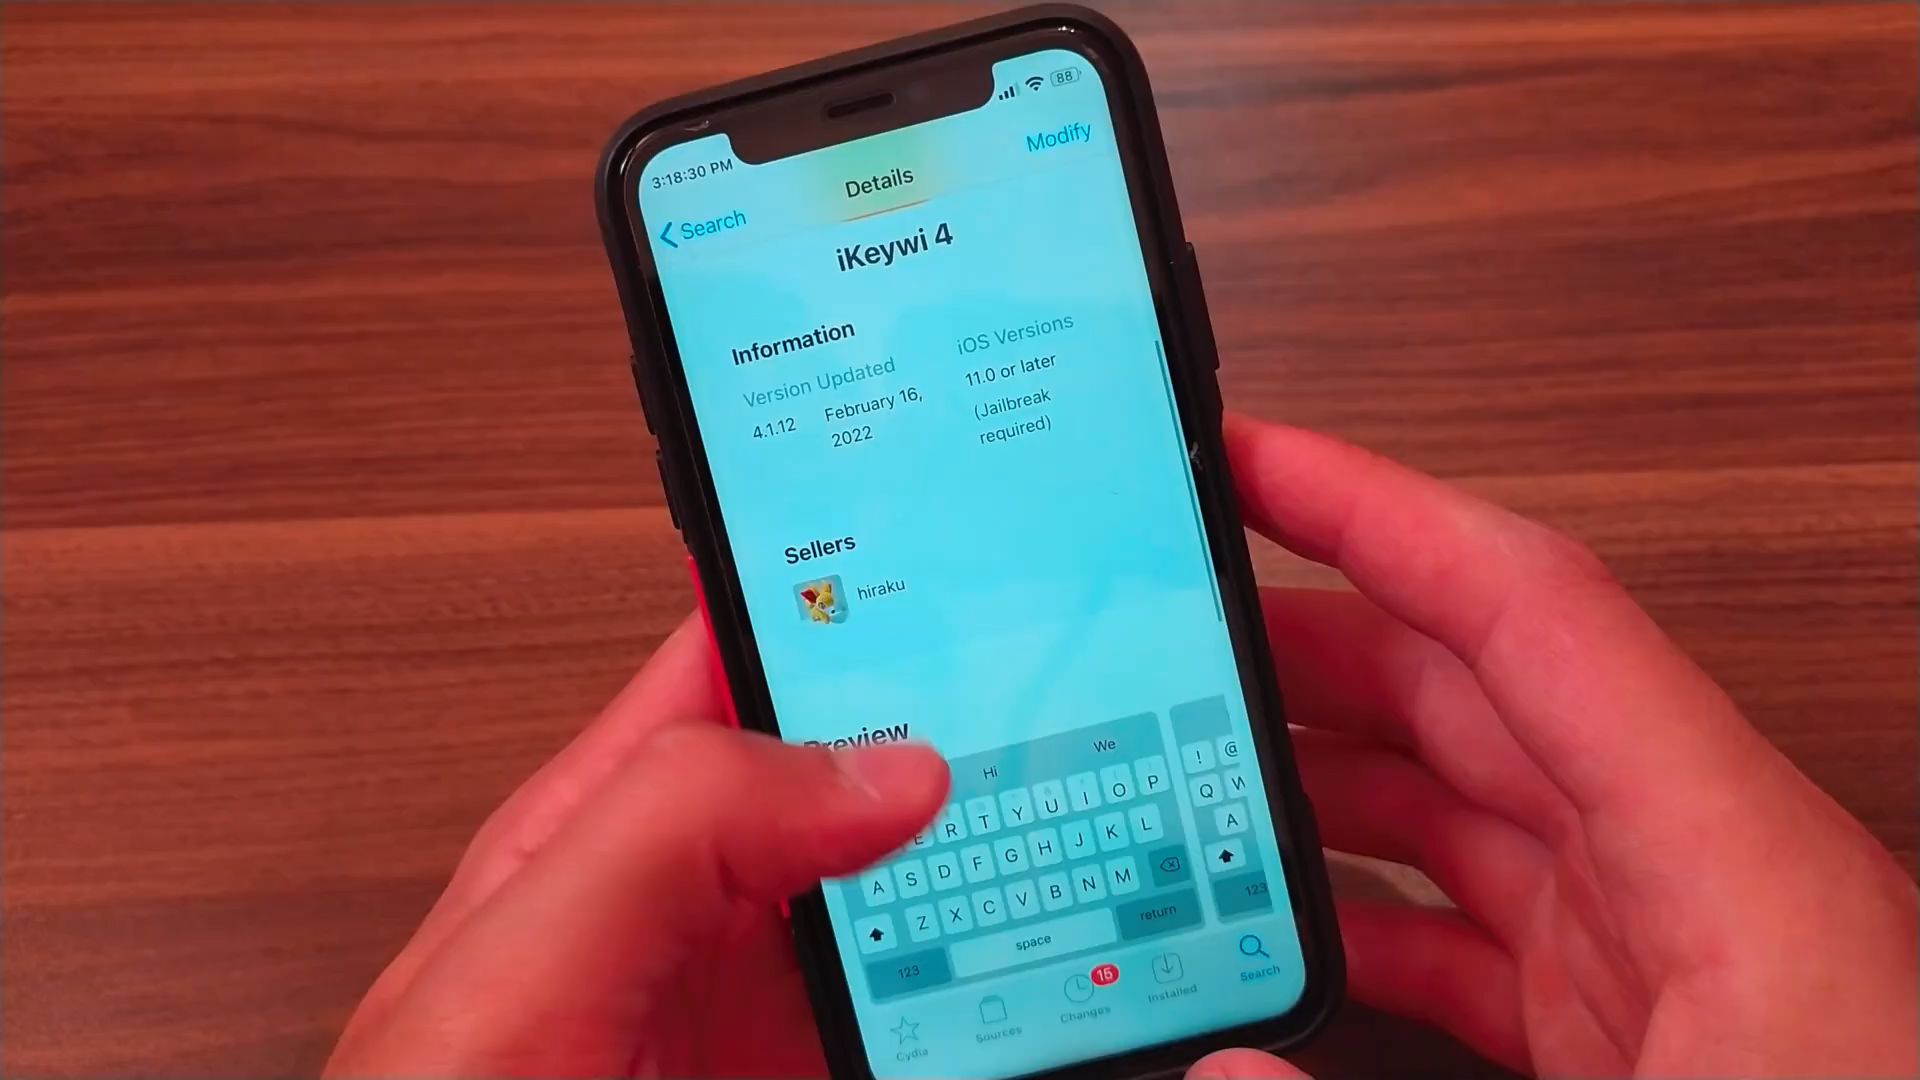 3:18:30 PM
88
Search
Details
Modify
iKeywi 4
Information
Version Updated
iOS Versions
4.1.12
February 16,
2022
11.0 or later
(Jailbreak
required)
Sellers
hiraku
Preview
Hi
We
E R T Y U I O P
A S D F G H J K L
Z X C V B N M
123
space
return
! @
Q W
A
123
Cydia
Sources
Changes
15
Installed
Search